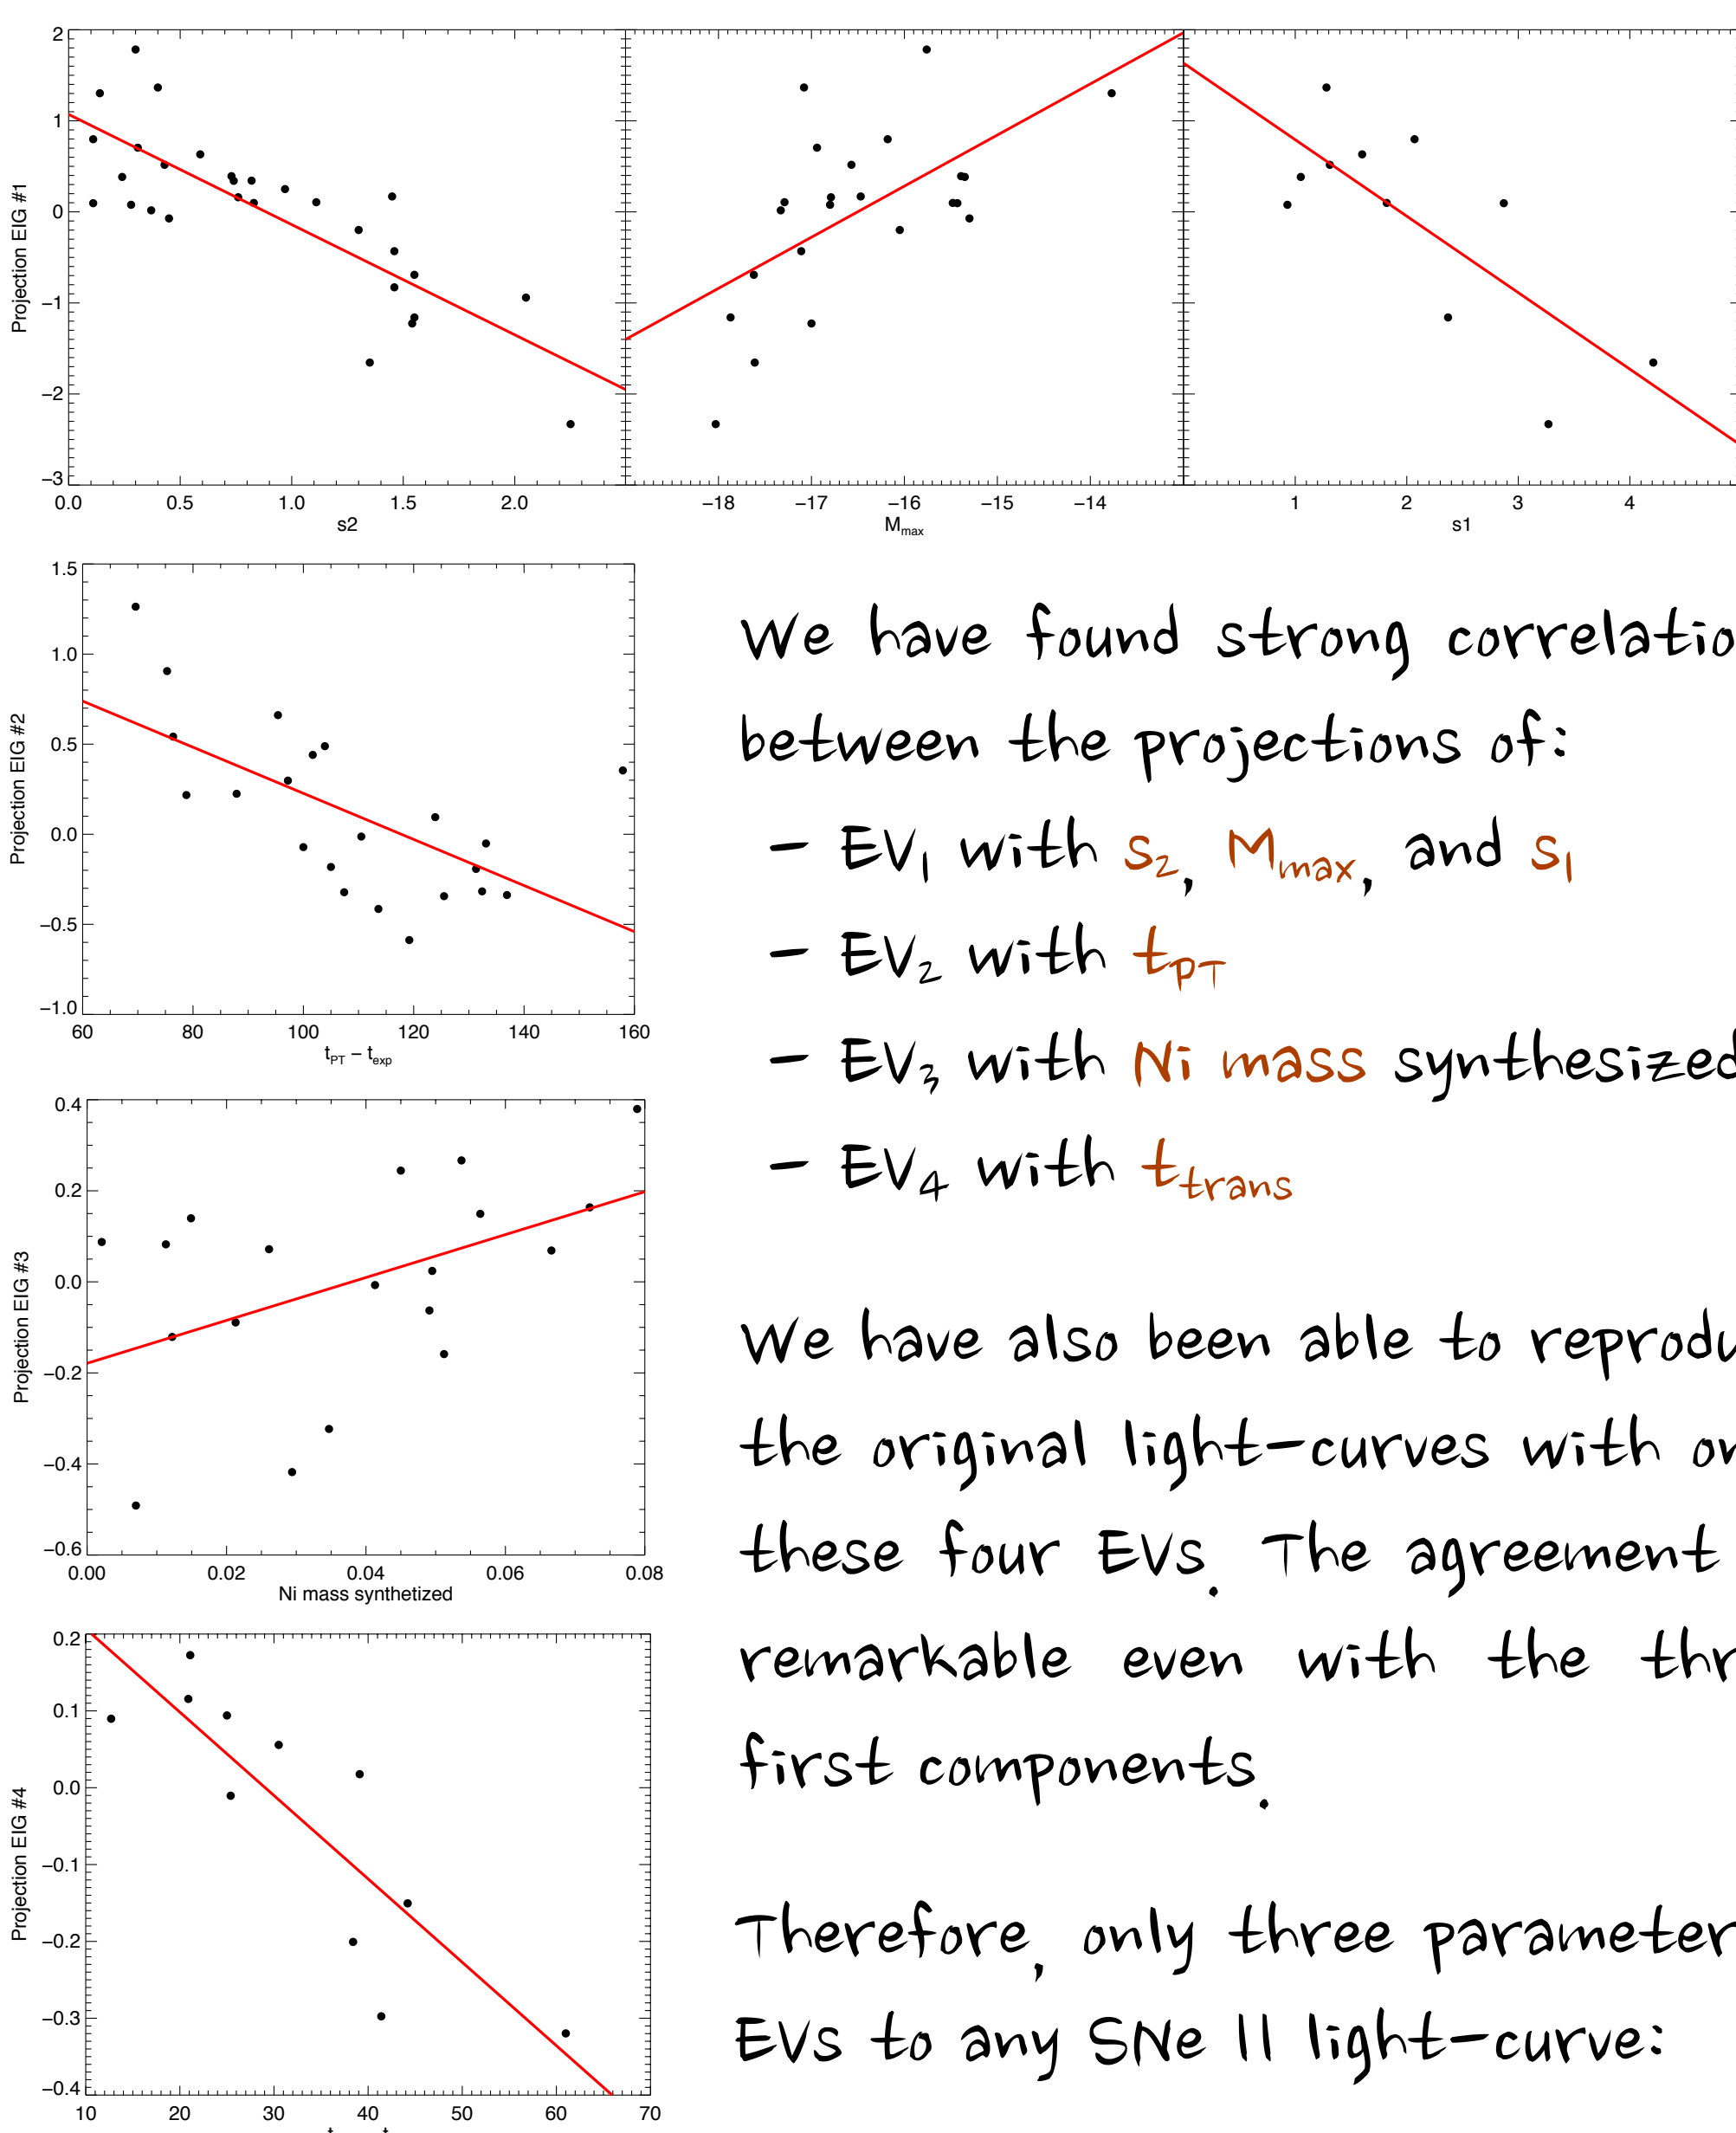 2
1
0
−1
−2
−3
Projection EIG #1
0.0 0.5 1.0 1.5 2.0
s2
−18 −17 −16 −15 −14
Mmax
1 2 3 4
s1
1.5
1.0
0.5
0.0
−0.5
−1.0
Projection EIG #2
60 80 100 120 140 160
tPT − texp
0.4
0.2
0.0
−0.2
−0.4
−0.6
Projection EIG #3
0.00 0.02 0.04 0.06 0.08
Ni mass synthetized
0.2
0.1
0.0
−0.1
−0.2
−0.3
−0.4
Projection EIG #4
10 20 30 40 50 60 70
We have found strong correlatio
between the projections of:
– EV1 with s2, Mmax, and s1
– EV2 with tPT
– EV3 with Ni mass synthesized
– EV4 with ttrans
We have also been able to reprodu
the original light-curves with on
these four EVs. The agreement
remarkable even with the thr
first components.
Therefore, only three parameter
EVs to any SNe II light-curve: